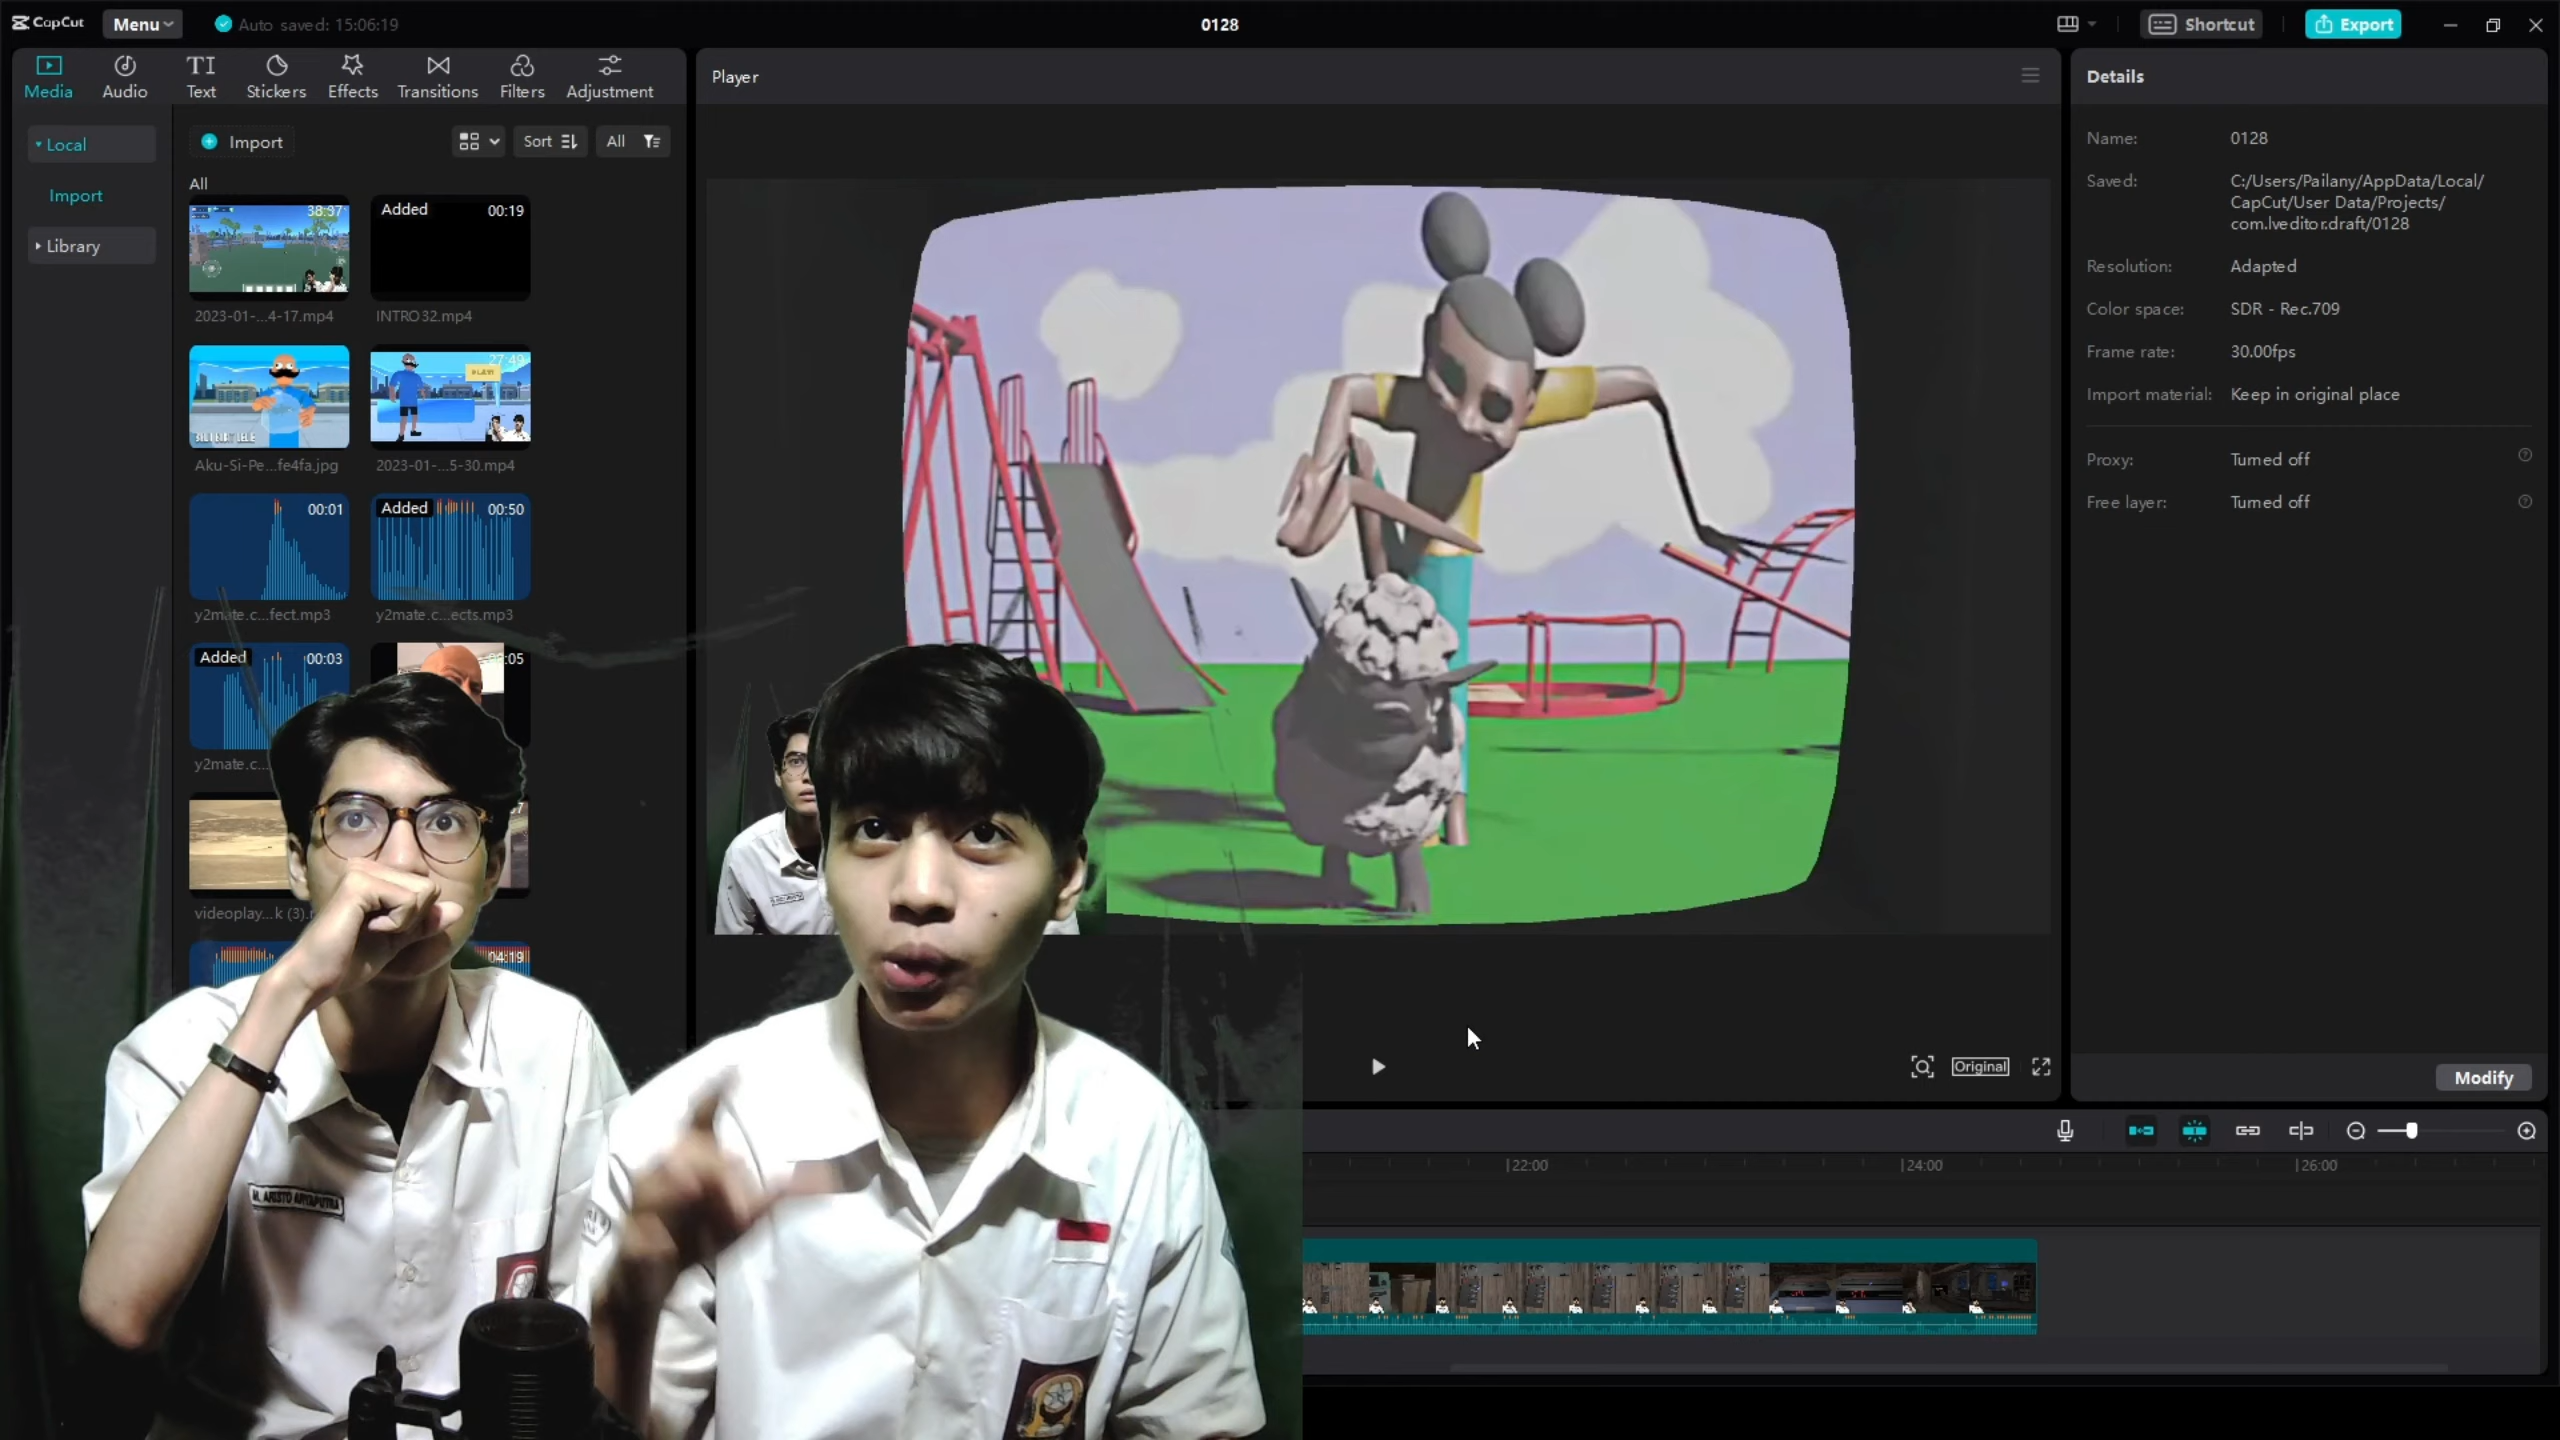 CapCut
Menu
Auto saved: 15:06:19
0128
Shortcut
Export
Media
Audio
Text
Stickers
Effects
Transitions
Filters
Adjustment
Player
Details
Local
Import
Library
Import
Sort
All
All
38:37
Added 00:19
2023-01-...4-17.mp4
INTRO32.mp4
27:49
PLAY!
Aku-Si-Pe...fe4fa.jpg
2023-01-...5-30.mp4
00:01
Added 00:50
y2mate.c...fect.mp3
y2mate.c...ects.mp3
Added 00:03
:05
y2mate.c...
videoplay...k (3).
04:19
Name: 0128
Saved: C:/Users/Pailany/AppData/Local/
CapCut/User Data/Projects/
com.lveditor.draft/0128
Resolution: Adapted
Color space: SDR - Rec.709
Frame rate: 30.00fps
Import material: Keep in original place
Proxy: Turned off
Free layer: Turned off
Original
Modify
22:00
24:00
26:00
M. ARISTO ARYAPUTRA